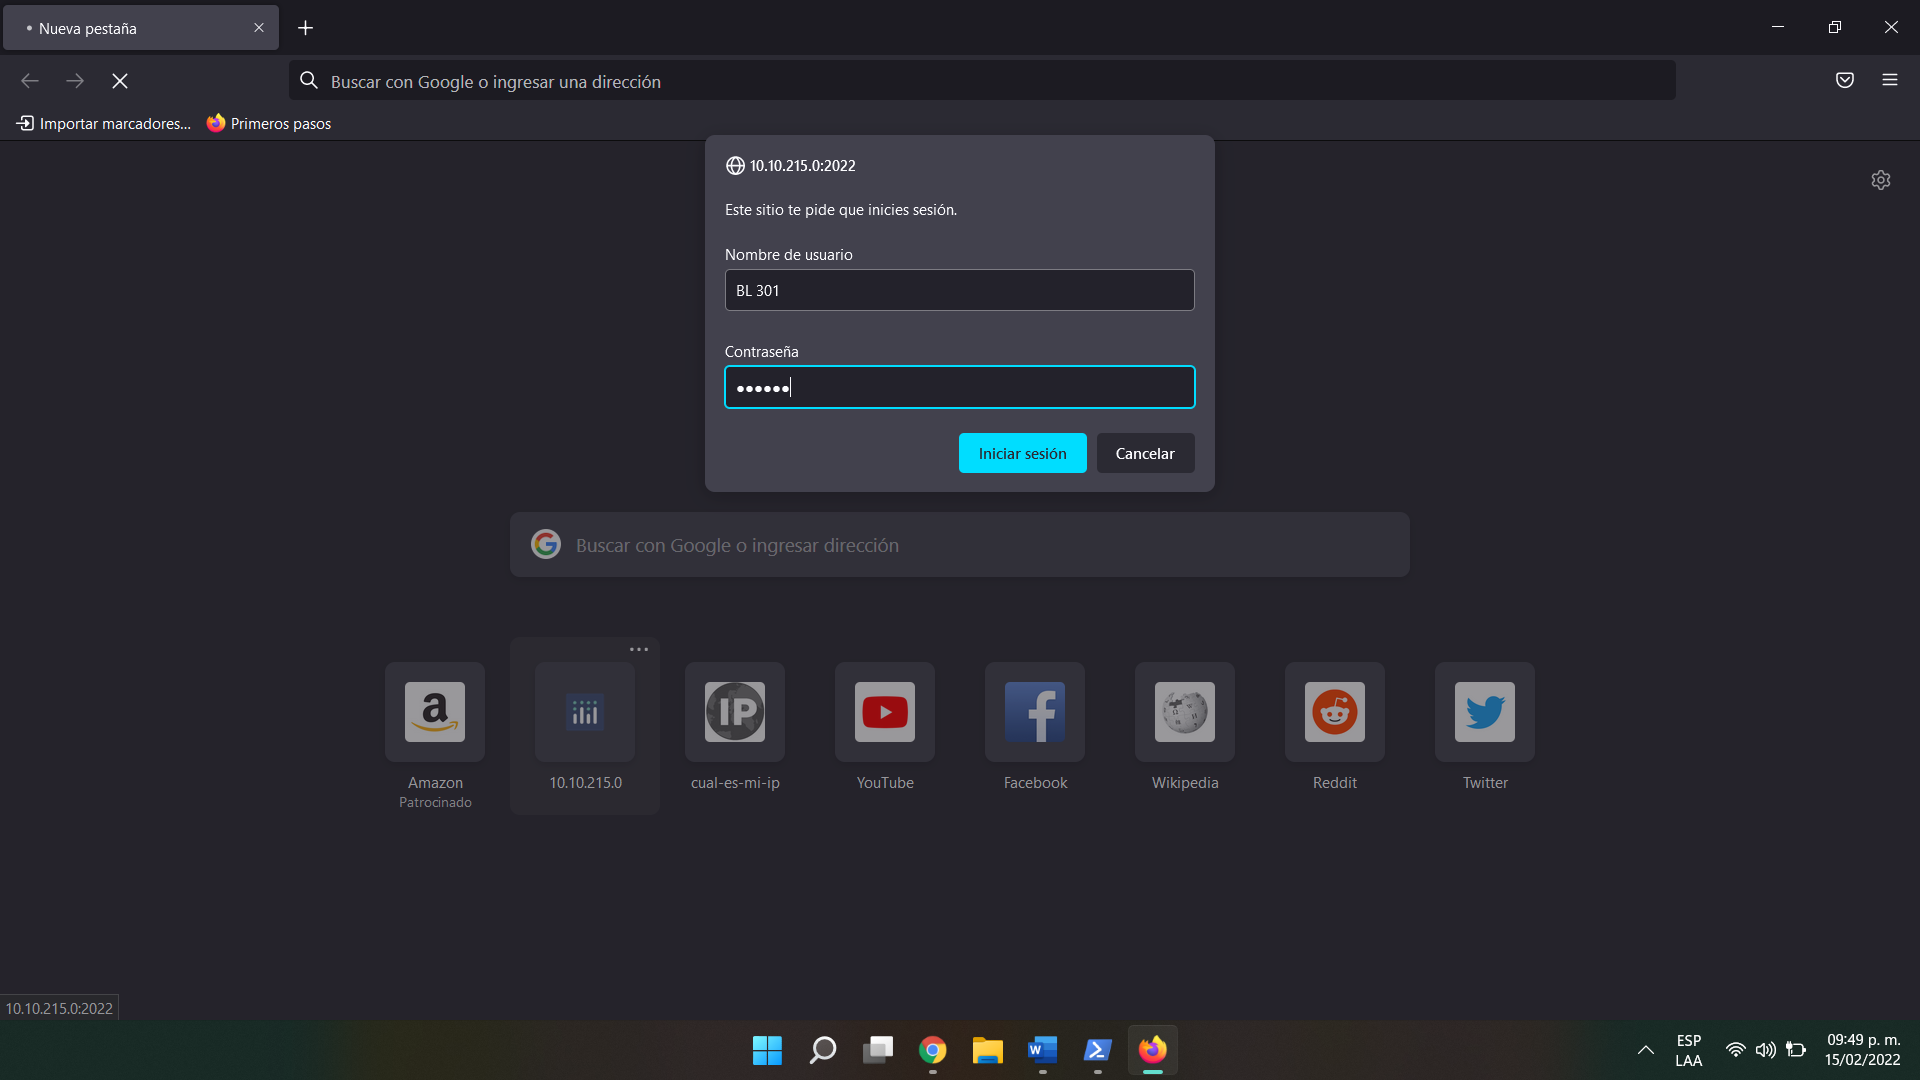 Nueva pestaña
Buscar con Google o ingresar una dirección
Importar marcadores...
Primeros pasos
10.10.215.0:2022
Este sitio te pide que inicies sesión.
Nombre de usuario
BL 301
Contraseña
••••••
Iniciar sesión
Cancelar
Buscar con Google o ingresar dirección
a
IP
Amazon
Patrocinado
10.10.215.0
cual-es-mi-ip
YouTube
Facebook
Wikipedia
Reddit
Twitter
10.10.215.0:2022
ESP
LAA
09:49 p. m.
15/02/2022